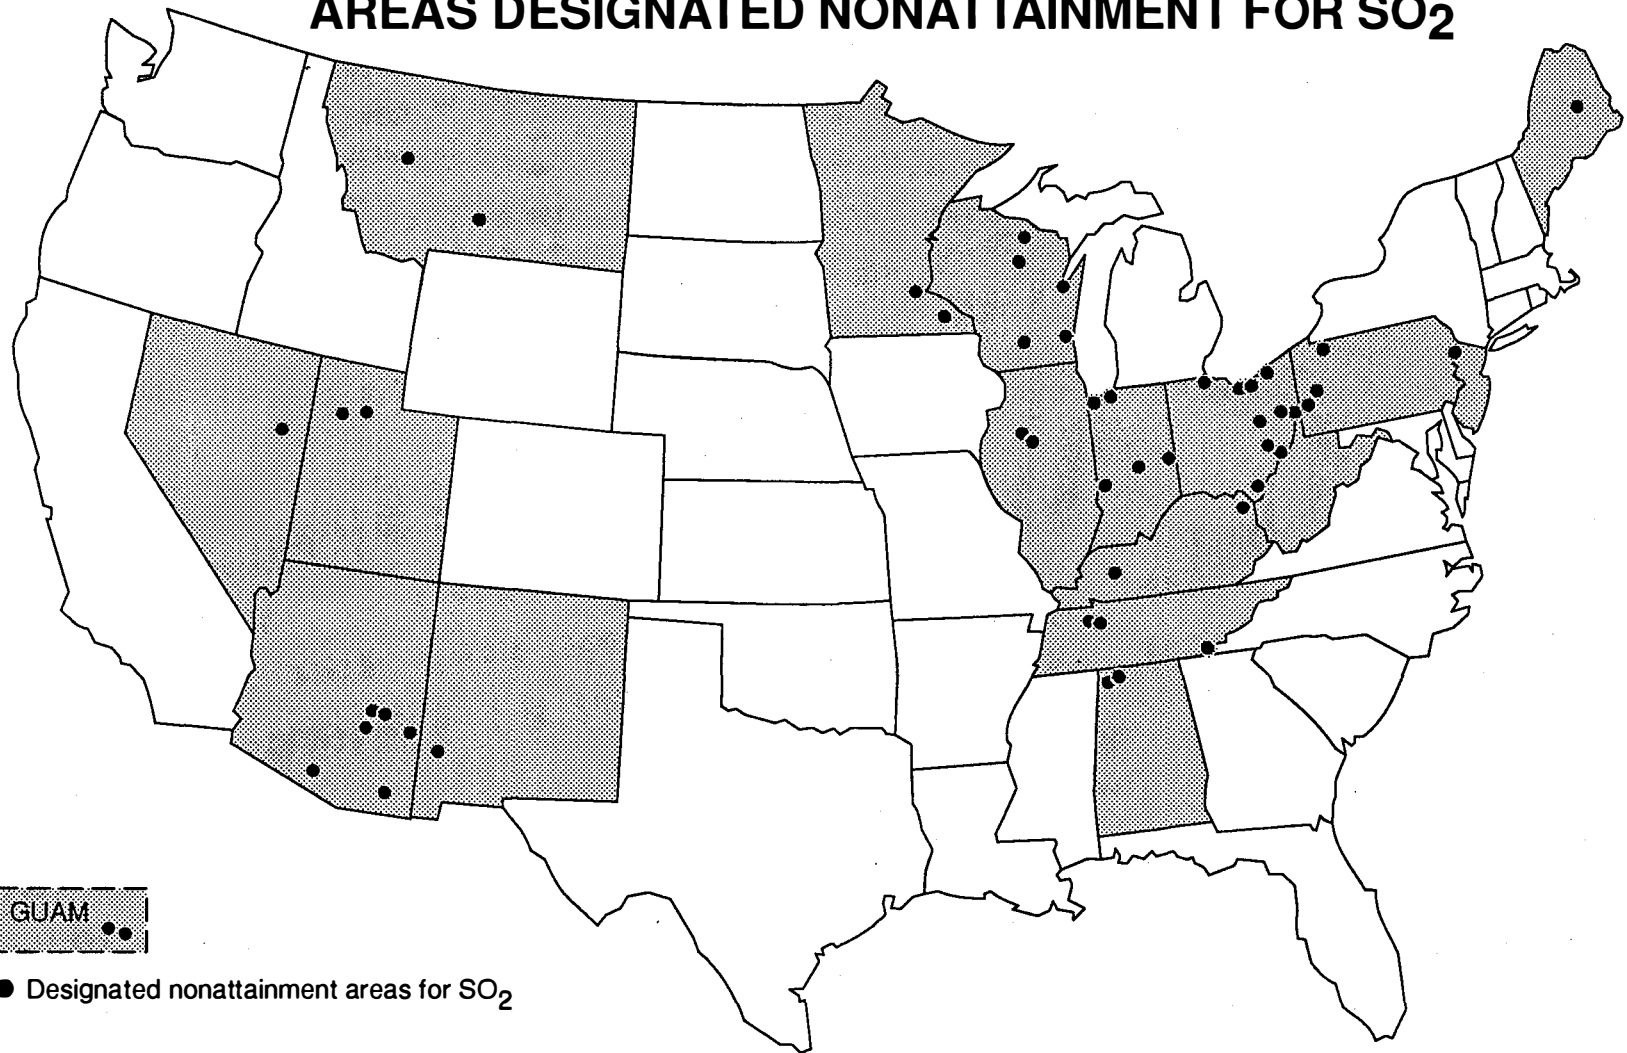 AREAS DESIGNATED NONATTAINMENT FOR SO2
GUAM
Designated nonattainment areas for SO2